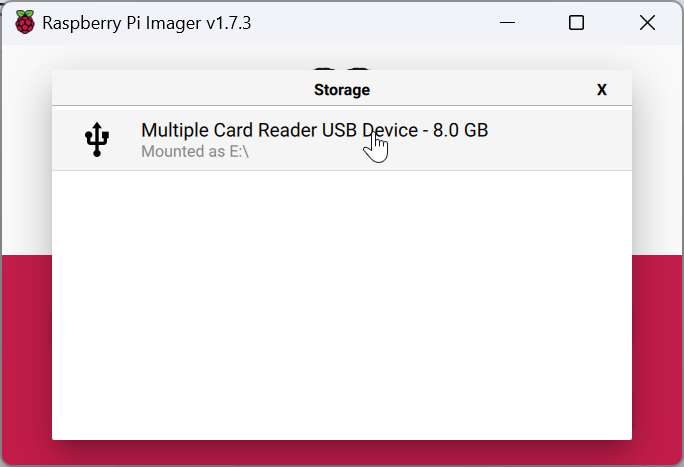 Raspberry Pi Imager v1.7.3
Storage
X
Multiple Card Reader USB Device - 8.0 GB
Mounted as E:\